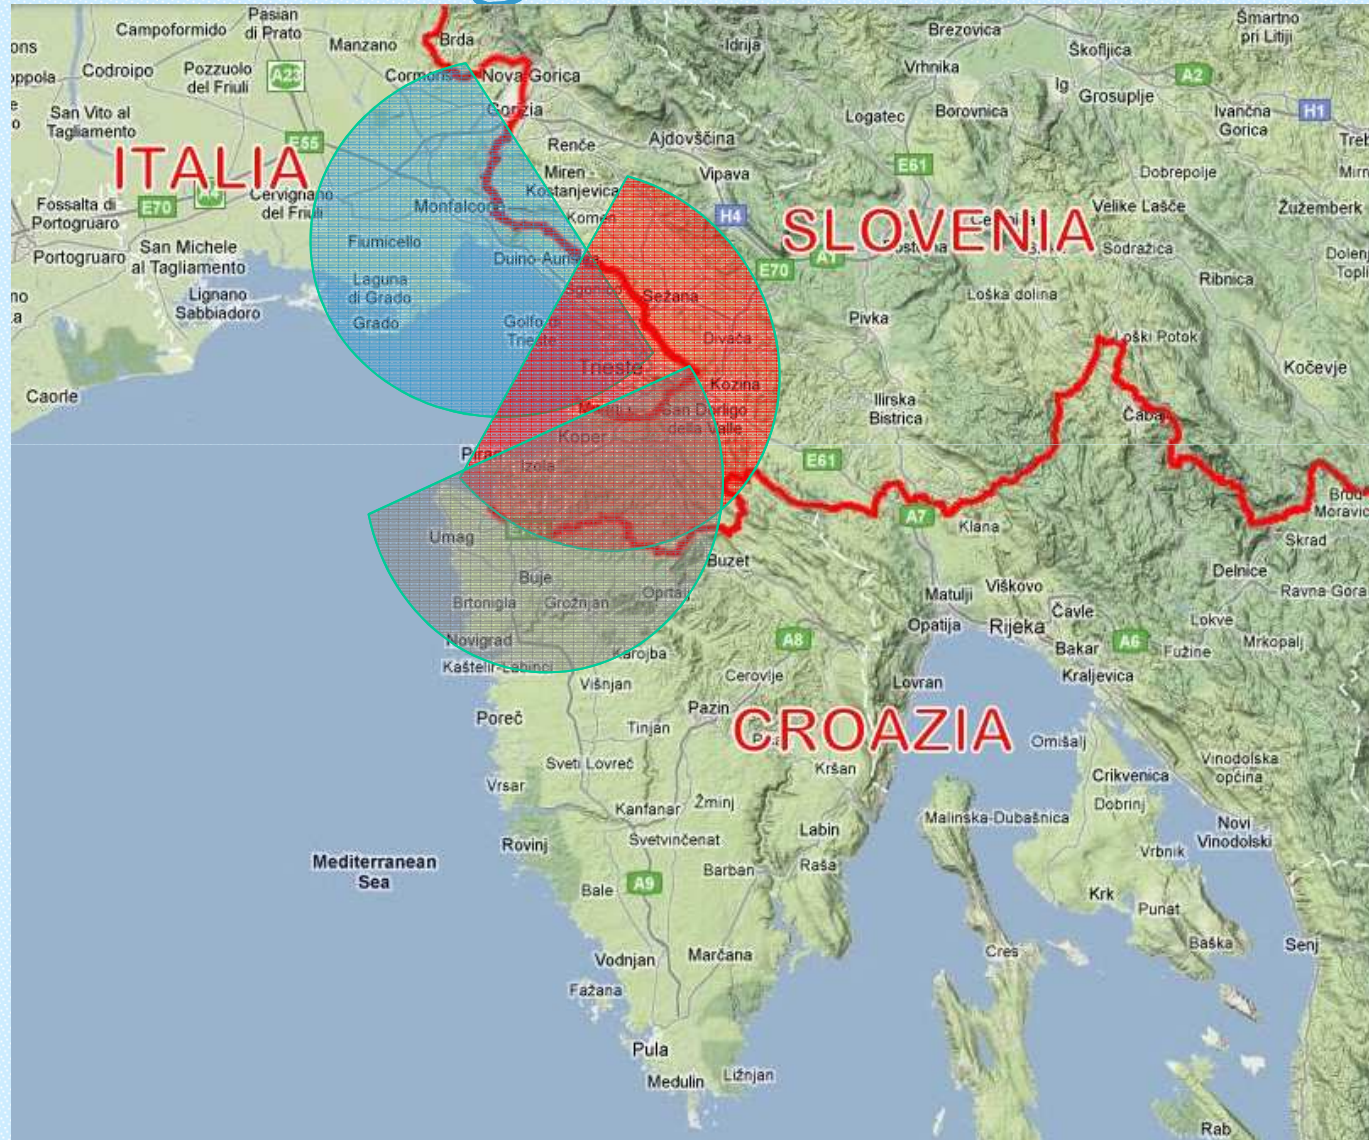 Pasian
di Prato
Campoformido
Manzano
Brda
Idrija
Brezovica
Škofljica
Šmartno
pri Litiji
Codroipo
Pozzuolo
del Friuli
A23
Nova Gorica
Vrhnika
Ig
Grosuplje
A2
Ivančna
Gorica
H1
San Vito al
Tagliamento
E55
Gorizia
Logatec
Borovnica
Ajdovščina
Renče
ITALIA
Miren -
Kostanjevica
Vipava
E61
Dobrepolje
Cervignano
del Friuli
Monfalcone
Komen
H4
SLOVENIA
Velike Lašče
Žužemberk
Fossalta di
Portogruaro
E70
Fiumicello
Portogruaro
San Michele
al Tagliamento
Duino-Aurisina
E70
A1
Sodražica
Ribnica
Lignano
Sabbiadoro
Laguna
di Grado
Sežana
Loška dolina
Grado
Golfo di
Trieste
Divača
Pivka
Loški Potok
Trieste
Kozina
Kočevje
Caorle
San Dorligo
della Valle
Ilirska
Bistrica
Čabar
Koper
Piran
Izola
E61
A7
Klana
Umag
Skrad
Buzet
Delnice
Buje
Viškovo
Matulji
Ravna Gora
Brtonigla
Grožnjan
Oprtalj
Čavle
Lokve
Opatija
Rijeka
A6
Mrkopalj
Novigrad
A8
Bakar
Fužine
Karojba
Kaštelir-Labinci
Cerovlje
Kraljevica
Višnjan
Lovran
Poreč
Pazin
Tinjan
CROAZIA
Omišalj
Sveti Lovreč
Kršan
Vinodolska
općina
Crikvenica
Vrsar
Kanfanar
Žminj
Dobrinj
Malinska-Dubašnica
Novi
Vinodolski
Rovinj
Svetvinčenat
Labin
Mediterranean
Sea
Barban
Raša
Vrbnik
Bale
A9
Krk
Punat
Vodnjan
Marčana
Cres
Baška
Senj
Fažana
Pula
Medulin
Ližnjan
Rab